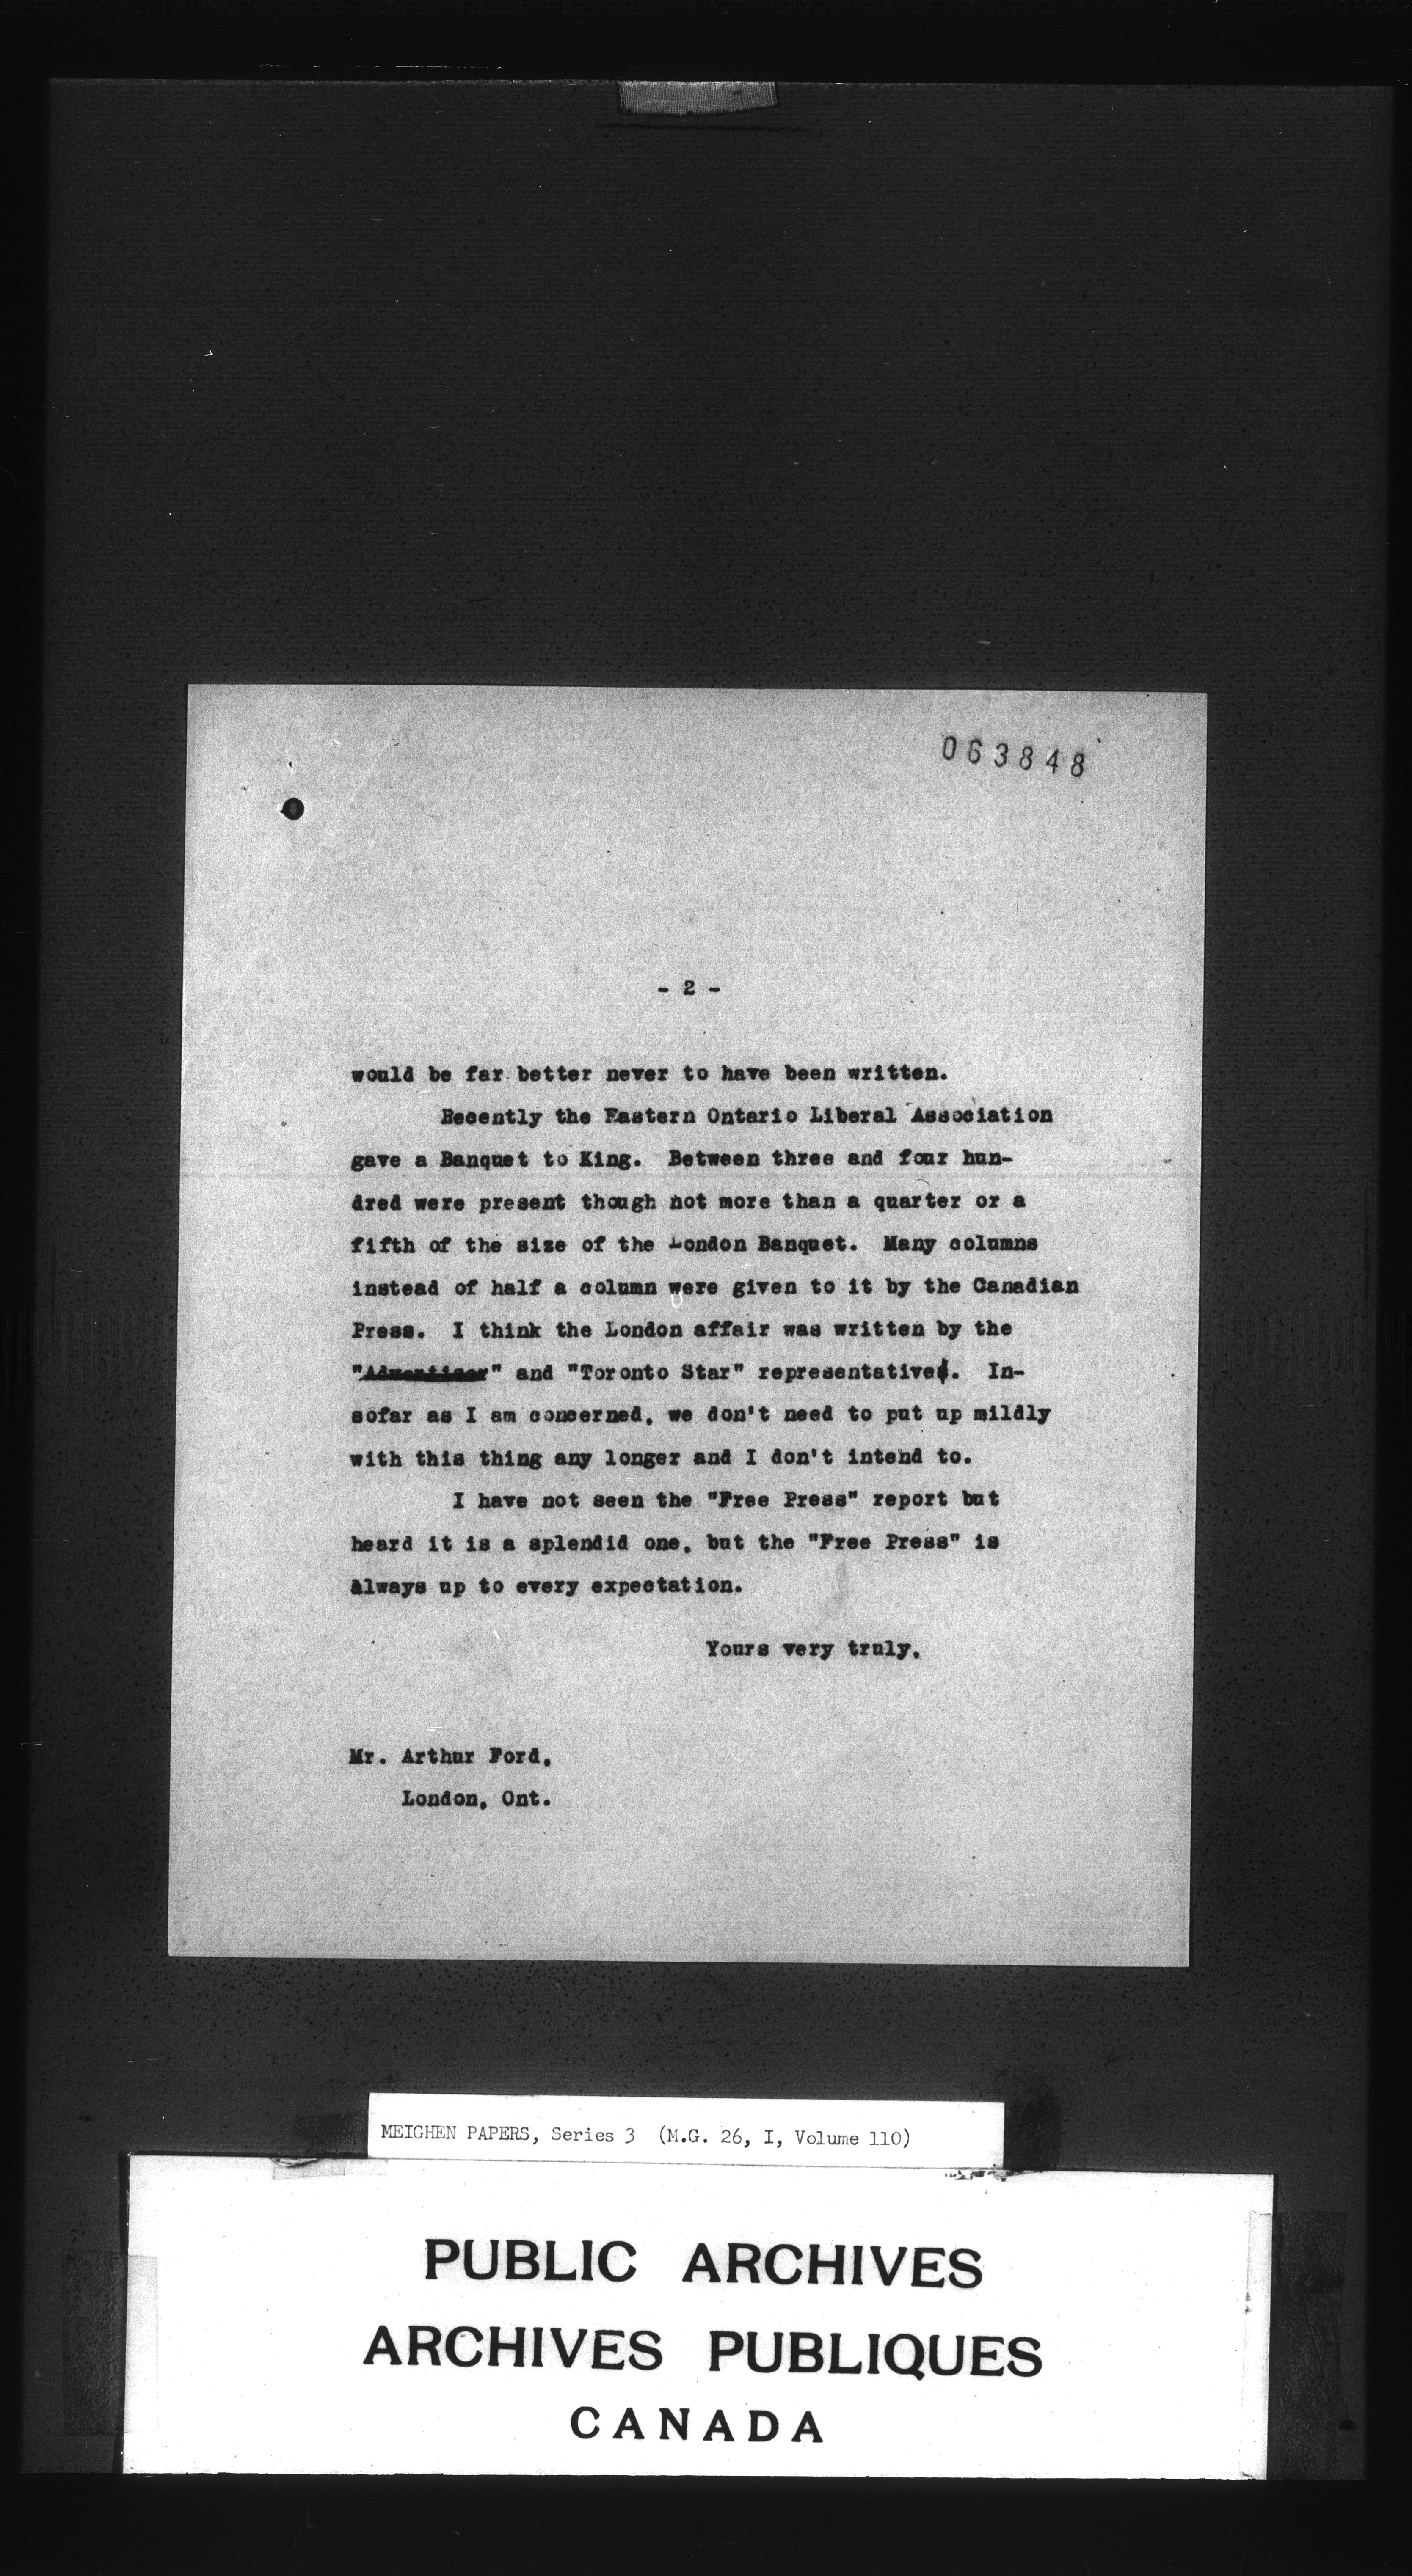 063848
- 2 -
would be far better never to have been written.
Recently the Eastern Ontario Liberal Association
gave a Banquet to King. Between three and four hun-
dred were present though not more than a quarter or a
fifth of the size of the London Banquet. Many columns
instead of half a column were given to it by the Canadian
Press. I think the London affair was written by the
"Advertiser" and "Toronto Star" representatives. In-
sofar as I am concerned, we don't need to put up mildly
with this thing any longer and I don't intend to.
I have not seen the "Free Press" report but
heard it is a splendid one, but the "Free Press" is
always up to every expectation.
Yours very truly,
Mr. Arthur Ford,
London, Ont.
MEIGHEN PAPERS, Series 3 (M.G. 26, I, Volume 110)
PUBLIC ARCHIVES
ARCHIVES PUBLIQUES
CANADA